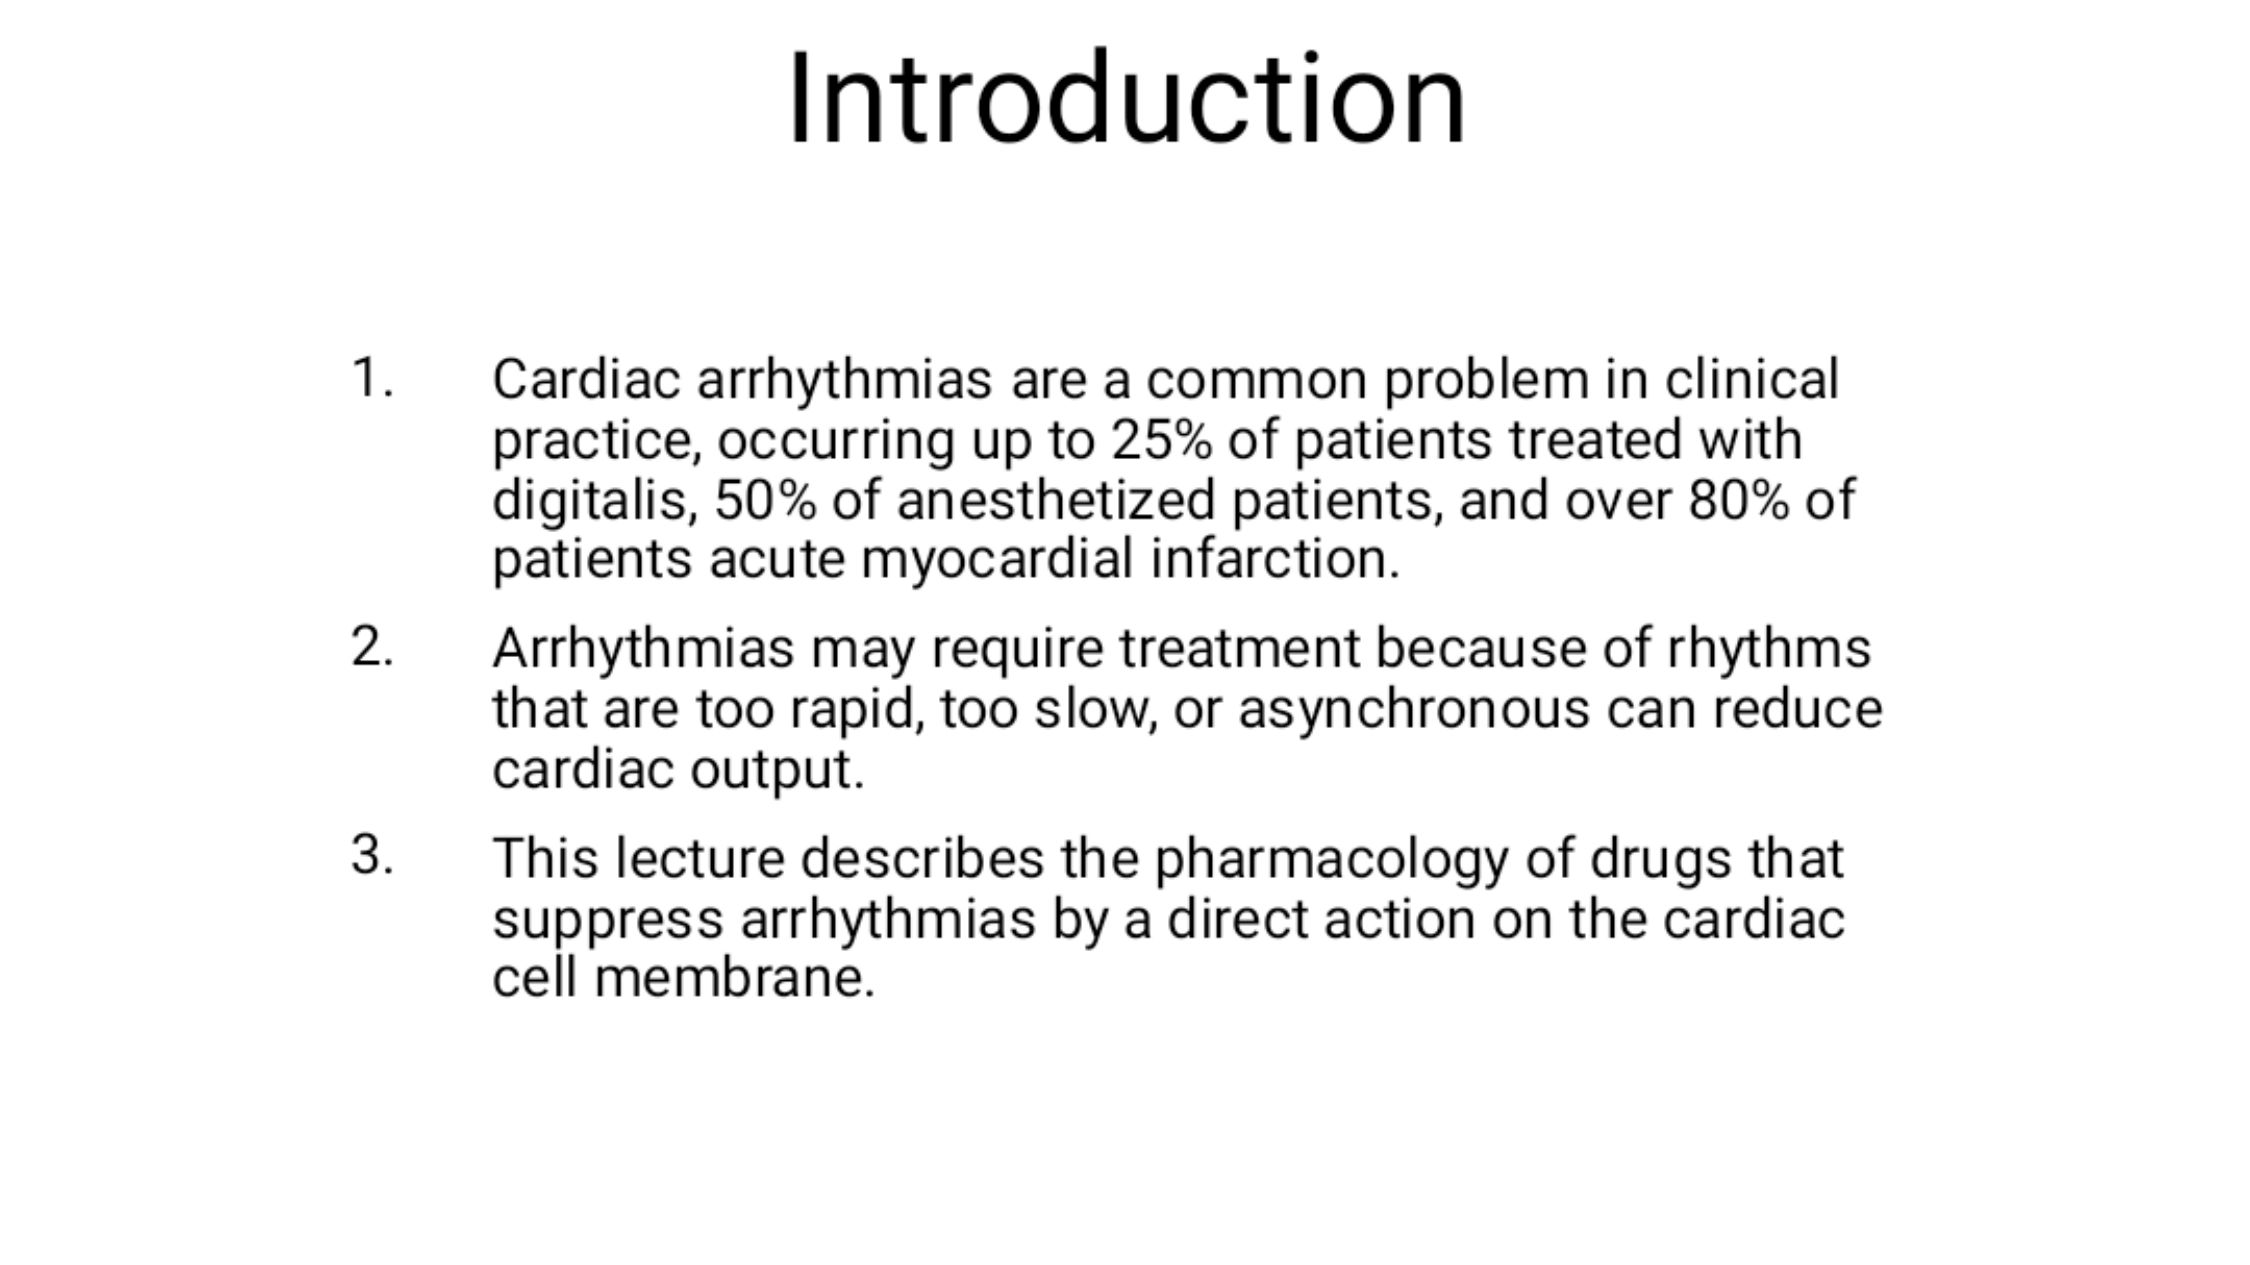 Introduction
1. Cardiac arrhythmias are a common problem in clinical
practice, occurring up to 25% of patients treated with
digitalis, 50% of anesthetized patients, and over 80% of
patients acute myocardial infarction.
2. Arrhythmias may require treatment because of rhythms
that are too rapid, too slow, or asynchronous can reduce
cardiac output.
3. This lecture describes the pharmacology of drugs that
suppress arrhythmias by a direct action on the cardiac
cell membrane.